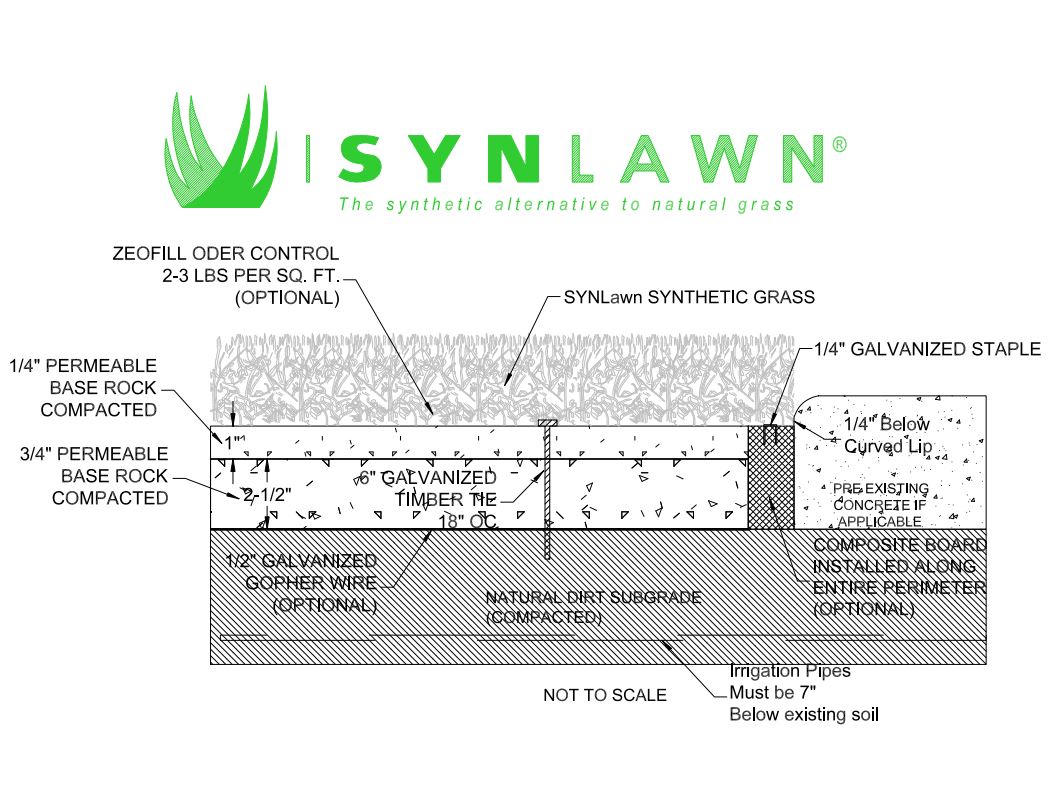 SYNLAWN®
The synthetic alternative to natural grass
ZEOFILL ODER CONTROL
2-3 LBS PER SQ. FT.
(OPTIONAL)
SYNLawn SYNTHETIC GRASS
1/4" GALVANIZED STAPLE
1/4" PERMEABLE
BASE ROCK
COMPACTED
1"
1/4" Below
Curved Lip
3/4" PERMEABLE
BASE ROCK
COMPACTED
2-1/2"
6" GALVANIZED
TIMBER TIE
18" OC
PRE EXISTING
CONCRETE IF
APPLICABLE
1/2" GALVANIZED
GOPHER WIRE
(OPTIONAL)
NATURAL DIRT SUBGRADE
(COMPACTED)
COMPOSITE BOARD
INSTALLED ALONG
ENTIRE PERIMETER
(OPTIONAL)
NOT TO SCALE
Irrigation Pipes
Must be 7"
Below existing soil